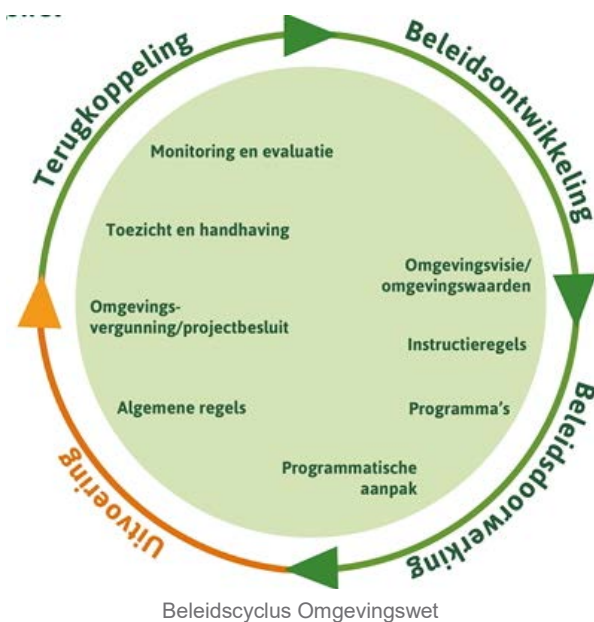 Terugkoppeling
Beleidsontwikkeling
Monitoring en evaluatie
Toezicht en handhaving
Omgevingsvisie/
omgevingswaarden
Omgevings-
vergunning/projectbesluit
Instructieregels
Algemene regels
Programma's
Programmatische
aanpak
Uitvoering
Beleidsdoorwerking
Beleidscyclus Omgevingswet